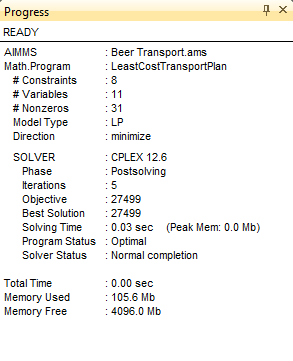 Progress
READY
AIMMS : Beer Transport.ams
Math.Program : LeastCostTransportPlan
# Constraints : 8
# Variables : 11
# Nonzeros : 31
Model Type : LP
Direction : minimize
SOLVER : CPLEX 12.6
Phase : Postsolving
Iterations : 5
Objective : 27499
Best Solution : 27499
Solving Time : 0.03 sec (Peak Mem: 0.0 Mb)
Program Status : Optimal
Solver Status : Normal completion
Total Time : 0.00 sec
Memory Used : 105.6 Mb
Memory Free : 4096.0 Mb